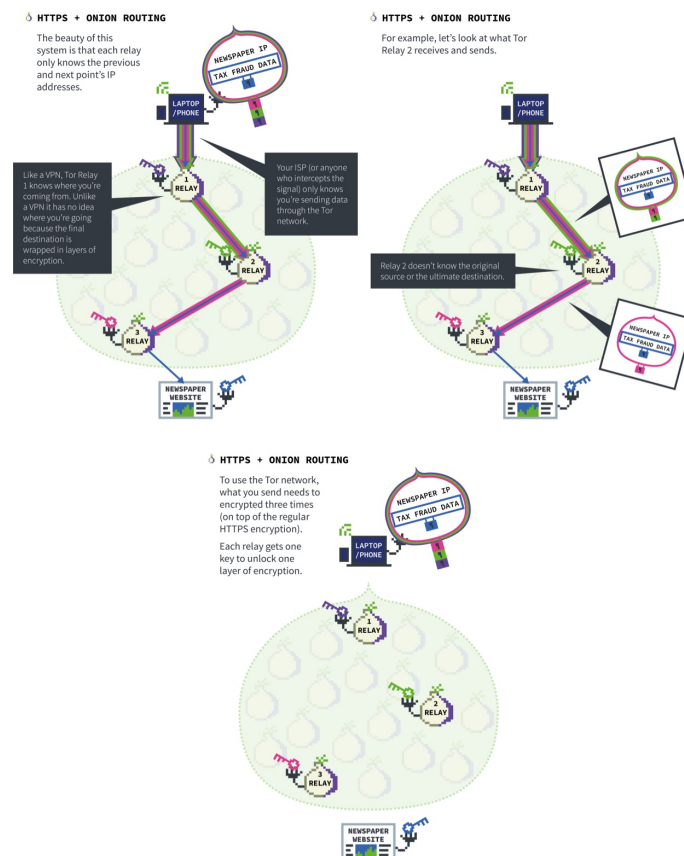 HTTPS + ONION ROUTING
The beauty of this
system is that each relay
only knows the previous
and next point's IP
addresses.
NEWSPAPER IP
TAX FRAUD DATA
LAPTOP
/PHONE
Like a VPN, Tor Relay
1 knows where you're
coming from. Unlike
a VPN it has no idea
where you're going
because the final
destination is
wrapped in layers of
encryption.
Your ISP (or anyone
who intercepts the
signal) only knows
you're sending data
through the Tor
network.
1
RELAY
2
RELAY
3
RELAY
NEWSPAPER
WEBSITE
HTTPS + ONION ROUTING
For example, let's look at what Tor
Relay 2 receives and sends.
LAPTOP
/PHONE
1
RELAY
NEWSPAPER IP
TAX FRAUD DATA
Relay 2 doesn't know the original
source or the ultimate destination.
2
RELAY
3
RELAY
NEWSPAPER IP
TAX FRAUD DATA
NEWSPAPER
WEBSITE
HTTPS + ONION ROUTING
To use the Tor network,
what you send needs to
encrypted three times
(on top of the regular
HTTPS encryption).
Each relay gets one
key to unlock one
layer of encryption.
NEWSPAPER IP
TAX FRAUD DATA
LAPTOP
/PHONE
1
RELAY
2
RELAY
3
RELAY
NEWSPAPER
WEBSITE